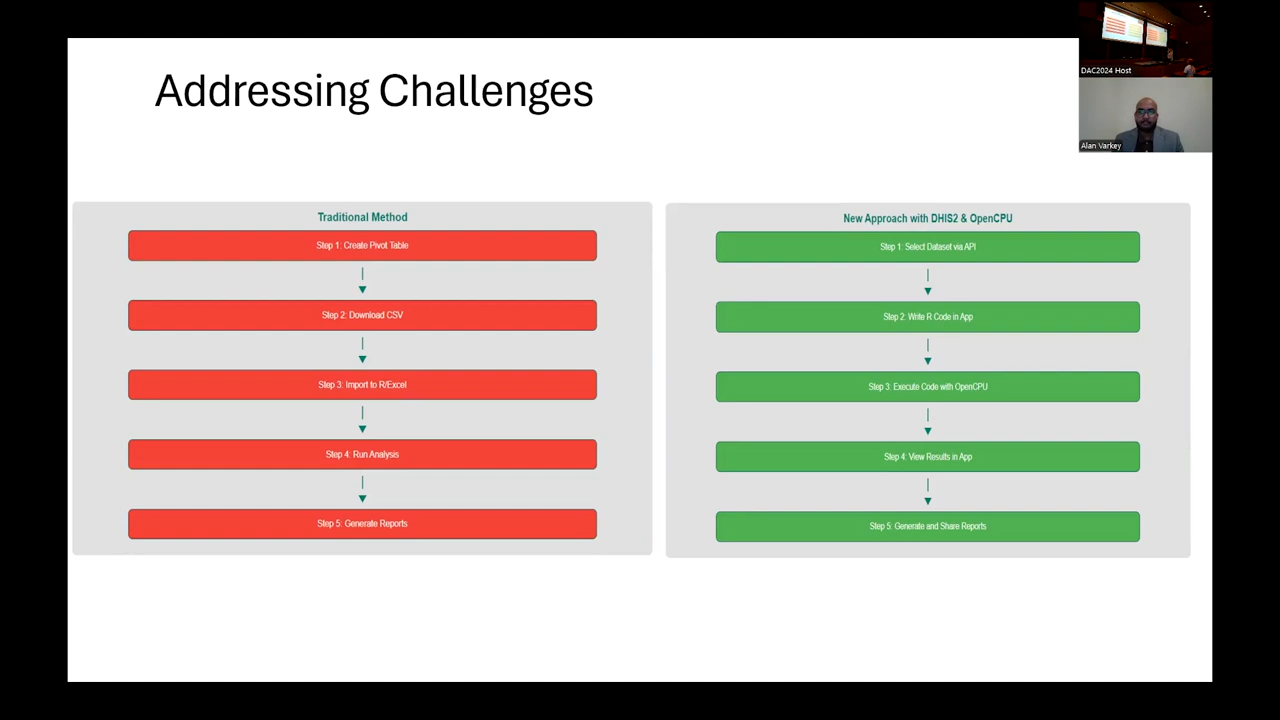 Addressing Challenges
DAC2024 Host
Alan Varkey
Traditional Method
Step 1: Create Pivot Table
Step 2: Download CSV
Step 3: Import to R/Excel
Step 4: Run Analysis
Step 5: Generate Reports
New Approach with DHIS2 & OpenCPU
Step 1: Select Dataset via API
Step 2: Write R Code in App
Step 3: Execute Code with OpenCPU
Step 4: View Results in App
Step 5: Generate and Share Reports